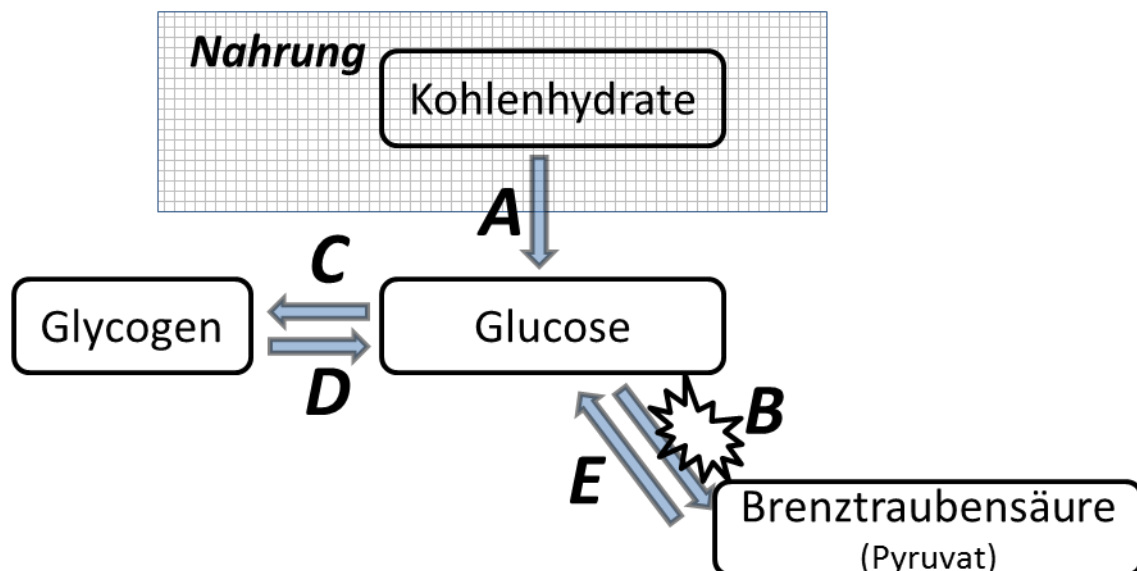 Nahrung
Kohlenhydrate
A
C
Glycogen
Glucose
D
B
E
Brenztraubensäure
(Pyruvat)